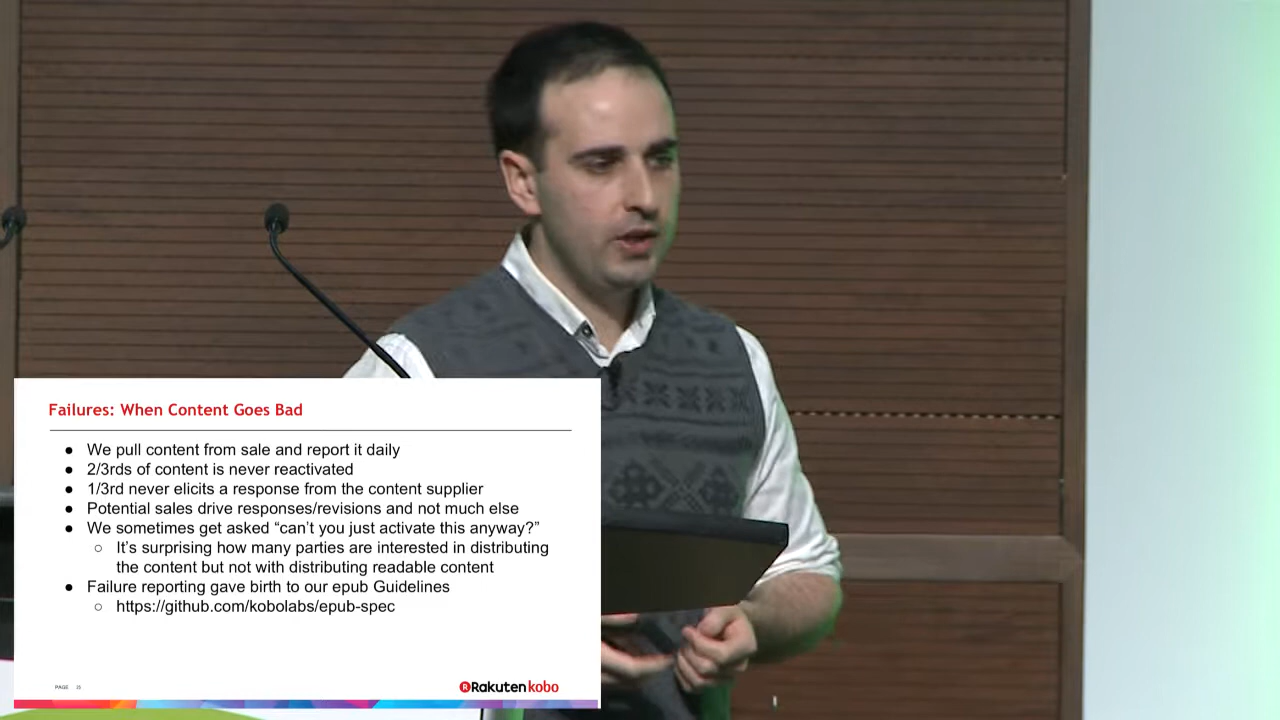 Failures: When Content Goes Bad
● We pull content from sale and report it daily
● 2/3rds of content is never reactivated
● 1/3rd never elicits a response from the content supplier
● Potential sales drive responses/revisions and not much else
● We sometimes get asked “can’t you just activate this anyway?”
○ It’s surprising how many parties are interested in distributing
the content but not with distributing readable content
● Failure reporting gave birth to our epub Guidelines
○ https://github.com/kobolabs/epub-spec
PAGE 25
Rakuten kobo